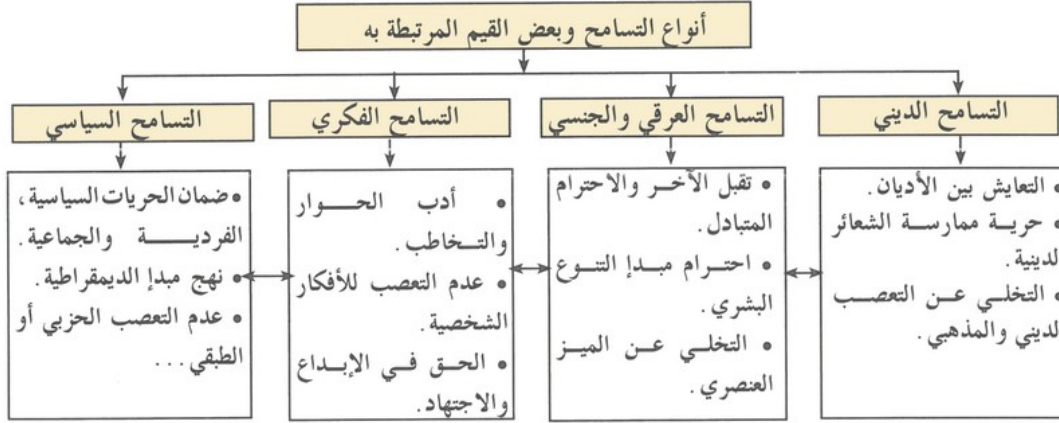 أنواع التسامح وبعض القيم المرتبطة به
التسامح الديني
التسامح العرقي والجنسي
التسامح الفكري
التسامح السياسي
• التعايش بين الأديان.
• حرية ممارسة الشعائر
الدينية.
• التخلي عن التعصب
الديني والمذهبي.
• تقبل الآخر والاحترام
المتبادل.
• احترام مبدإ التنوع
البشري.
• التخلي عن الميز
العنصري.
• أدب الحوار
والتخاطب.
• عدم التعصب للأفكار
الشخصية.
• الحق في الإبداع
والاجتهاد.
• ضمان الحريات السياسية،
الفردية والجماعية.
• نهج مبدإ الديمقراطية.
• عدم التعصب الحزبي أو
الطبقي...